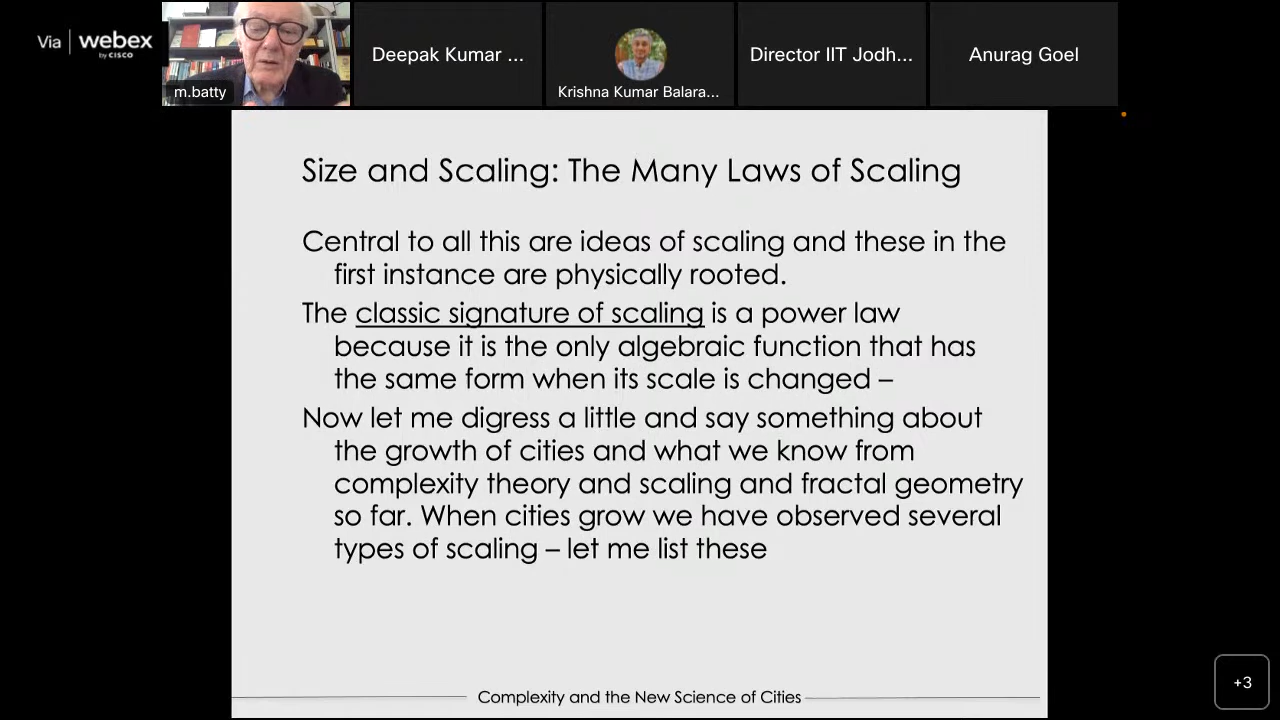 Via | webex
by CISCO
m.batty
Deepak Kumar ...
Krishna Kumar Balara...
Director IIT Jodh...
Anurag Goel
Size and Scaling: The Many Laws of Scaling
Central to all this are ideas of scaling and these in the
first instance are physically rooted.
The classic signature of scaling is a power law
because it is the only algebraic function that has
the same form when its scale is changed –
Now let me digress a little and say something about
the growth of cities and what we know from
complexity theory and scaling and fractal geometry
so far. When cities grow we have observed several
types of scaling – let me list these
Complexity and the New Science of Cities
+3